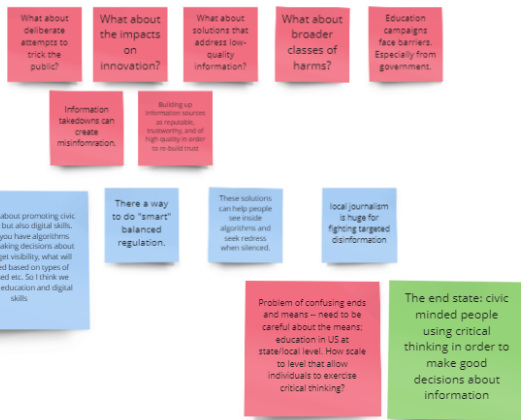 What about
deliberate
attempts to
trick the
public?
What about
the impacts
on
innovation?
What about
solutions that
address low-
quality
information?
What about
broader
classes of
harms?
Education
campaigns
face barriers.
Especially from
government.
Information
takedowns can
create
misinfomration.
Building up
information sources
as reputable,
trustworthy, and of
high quality in order
to re-build trust
about promoting civic
but also digital skills.
you have algorithms
aking decisions about
get visibility, what will
ed based on types of
sed etc. So I think we
education and digital
skills
There a way
to do "smart"
balanced
regulation.
These solutions
can help people
see inside
algorithms and
seek redress
when silenced.
local journalism
is huge for
fighting targeted
disinformation
Problem of confusing ends
and means -- need to be
careful about the means:
education in US at
state/local level. How scale
to level that allow
individuals to exercise
critical thinking?
The end state: civic
minded people
using critical
thinking in order to
make good
decisions about
information